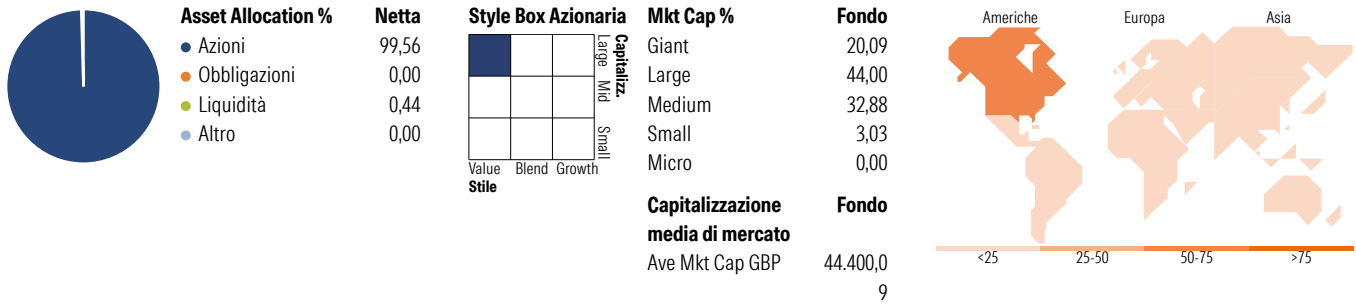 Asset Allocation % Netta
Azioni 99,56
Obbligazioni 0,00
Liquidità 0,44
Altro 0,00
Style Box Azionaria
Capitalizz.
Large Mid Small
Value Blend Growth
Stile
Mkt Cap % Fondo
Giant 20,09
Large 44,00
Medium 32,88
Small 3,03
Micro 0,00
Capitalizzazione Fondo
media di mercato
Ave Mkt Cap GBP 44.400,0
9
Americhe Europa Asia
<25 25-50 50-75 >75